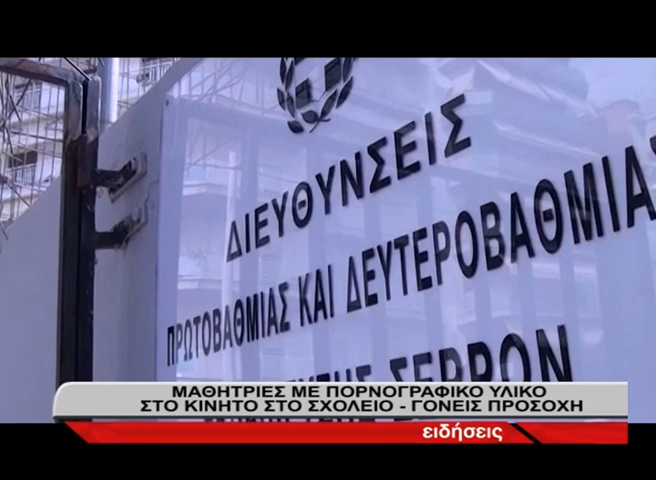 ΔΙΕΥΘΥΝΣΕΙΣ
ΠΡΩΤΟΒΑΘΜΙΑΣ ΚΑΙ ΔΕΥΤΕΡΟΒΑΘΜΙΑΣ
ΣΕΡΡΩΝ
ΜΑΘΗΤΡΙΕΣ ΜΕ ΠΟΡΝΟΓΡΑΦΙΚΟ ΥΛΙΚΟ
ΣΤΟ ΚΙΝΗΤΟ ΣΤΟ ΣΧΟΛΕΙΟ - ΓΟΝΕΙΣ ΠΡΟΣΟΧΗ
ειδήσεις